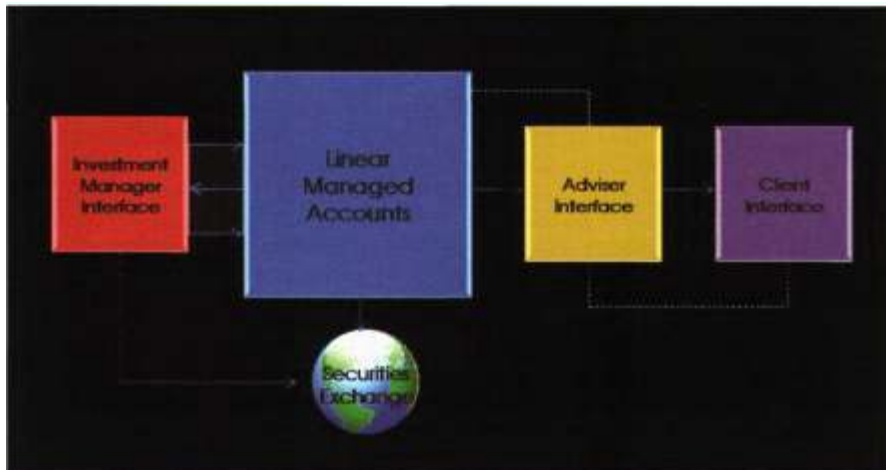 Investment
Manager
Interface
Linear
Managed
Accounts
Adviser
Interface
Client
Interface
Securities
Exchange